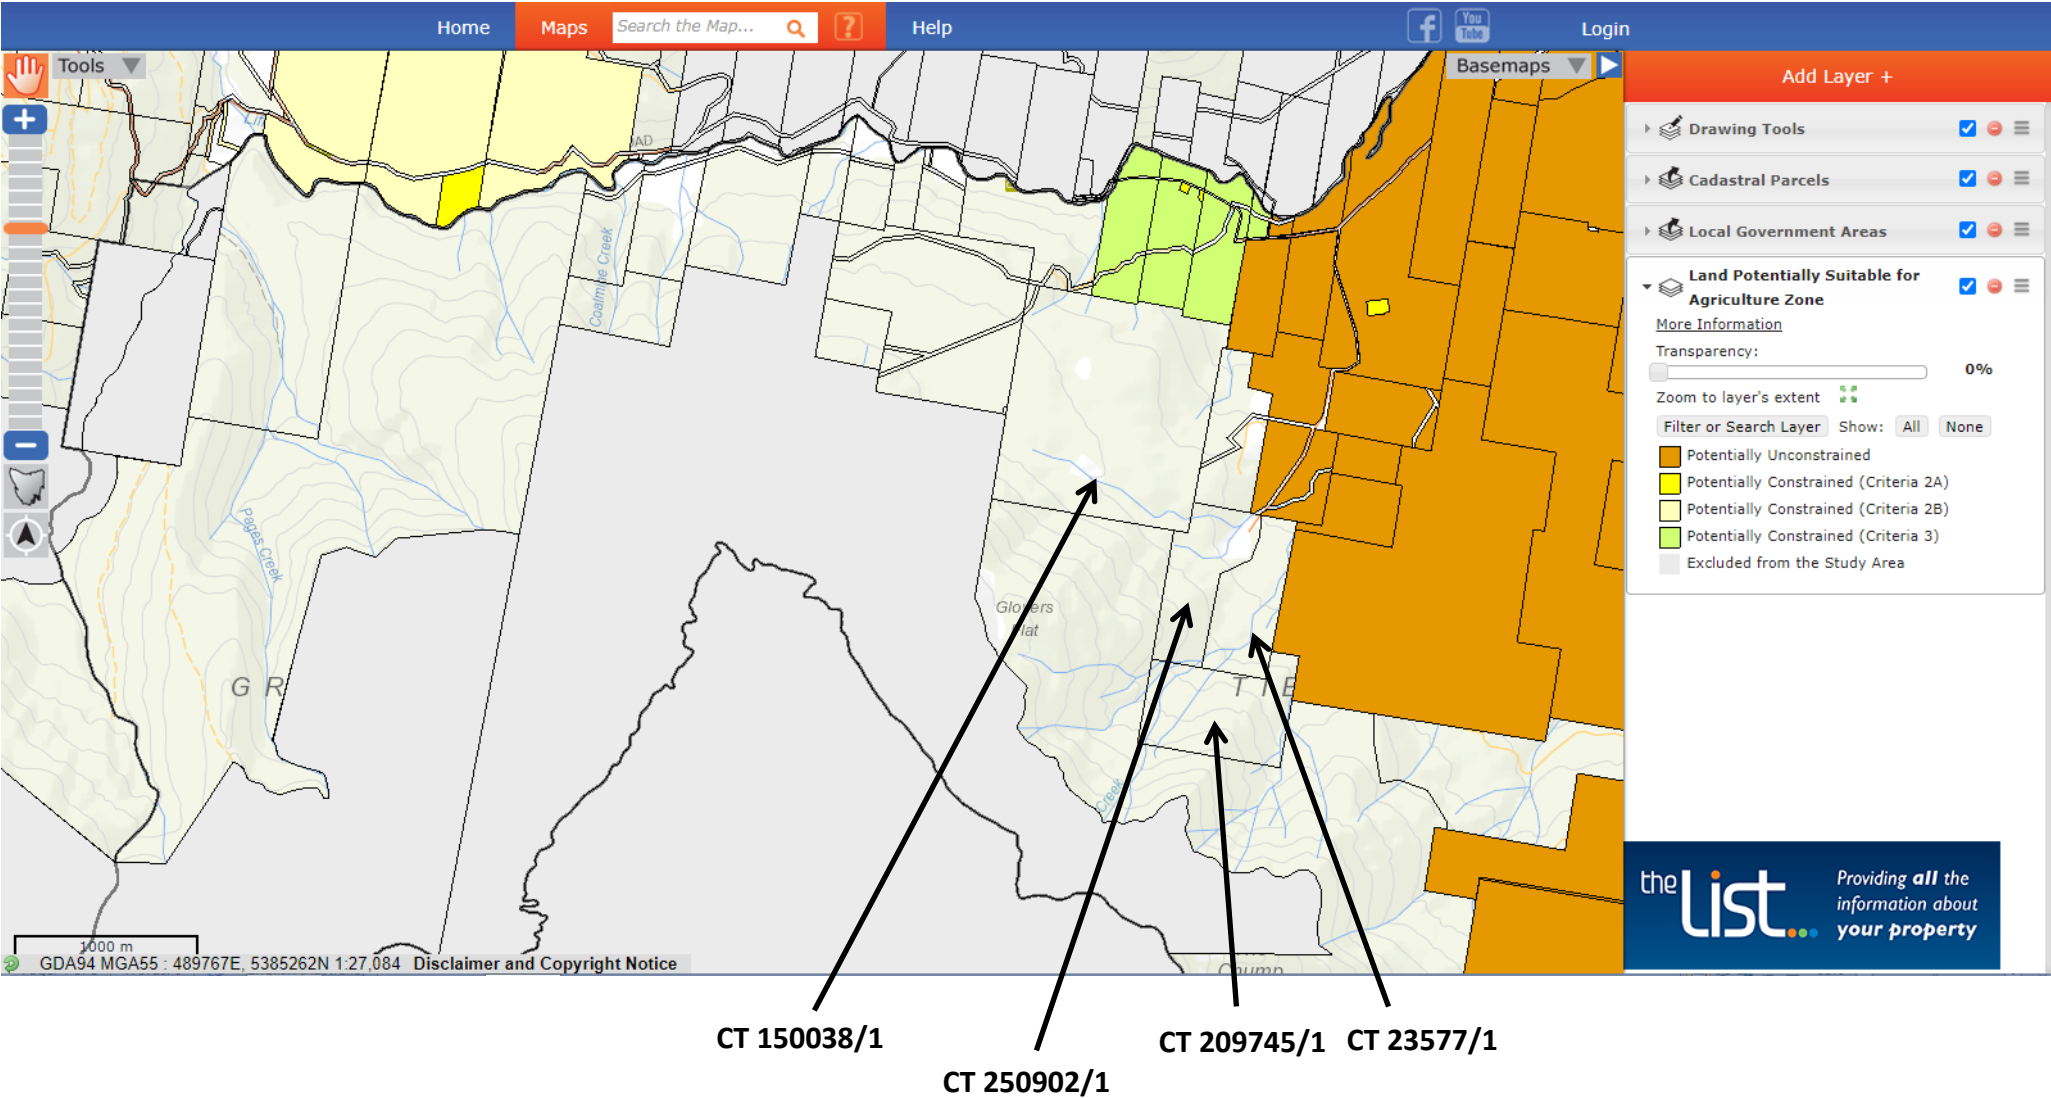 Home
Maps
Search the Map...
?
Help
f
You
Tube
Login
Tools
Basemaps
Add Layer +
Drawing Tools
Cadastral Parcels
Local Government Areas
Land Potentially Suitable for
Agriculture Zone
More Information
Transparency:
0%
Zoom to layer's extent
Filter or Search Layer Show: All None
Potentially Unconstrained
Potentially Constrained (Criteria 2A)
Potentially Constrained (Criteria 2B)
Potentially Constrained (Criteria 3)
Excluded from the Study Area
Coalmine Creek
Pages Creek
Glovers
Flat
G R
T T E
Creek
the LIST...
Providing all the
information about
your property
1000 m
GDA94 MGA55 : 489767E, 5385262N 1:27,084 Disclaimer and Copyright Notice
CT 150038/1
CT 209745/1 CT 23577/1
CT 250902/1